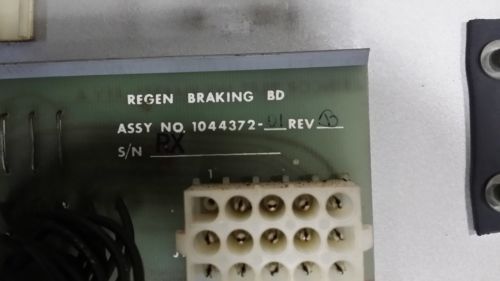 REGEN BRAKING BD
ASSY NO. 1044372-01 REV B
S/N RX
1